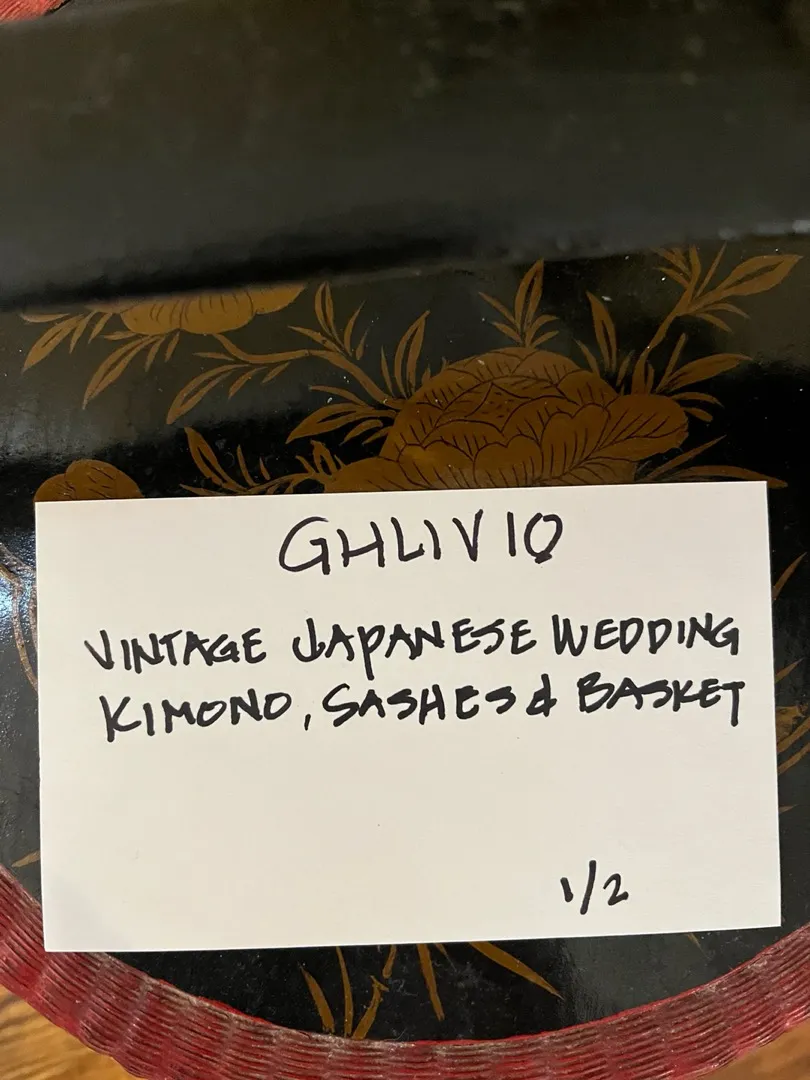 GHLIV10
VINTAGE JAPANESE WEDDING
KIMONO, SASHES & BASKET
1/2